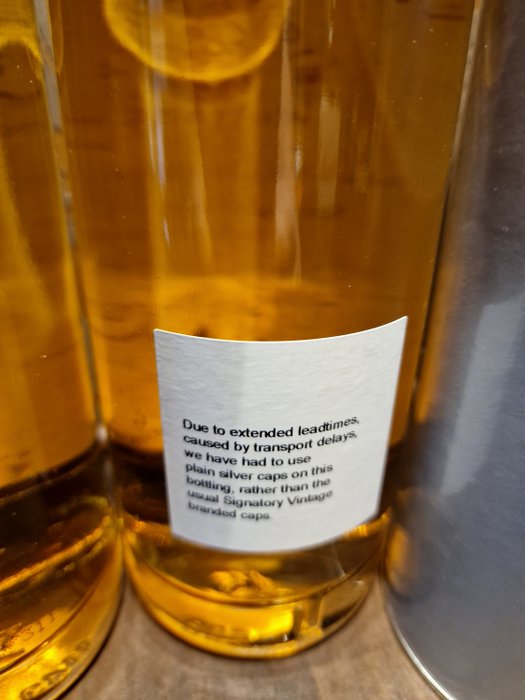 Due to extended leadtimes,
caused by transport delays,
we have had to use
plain silver caps on this
bottling, rather than the
usual Signatory Vintage
branded caps.